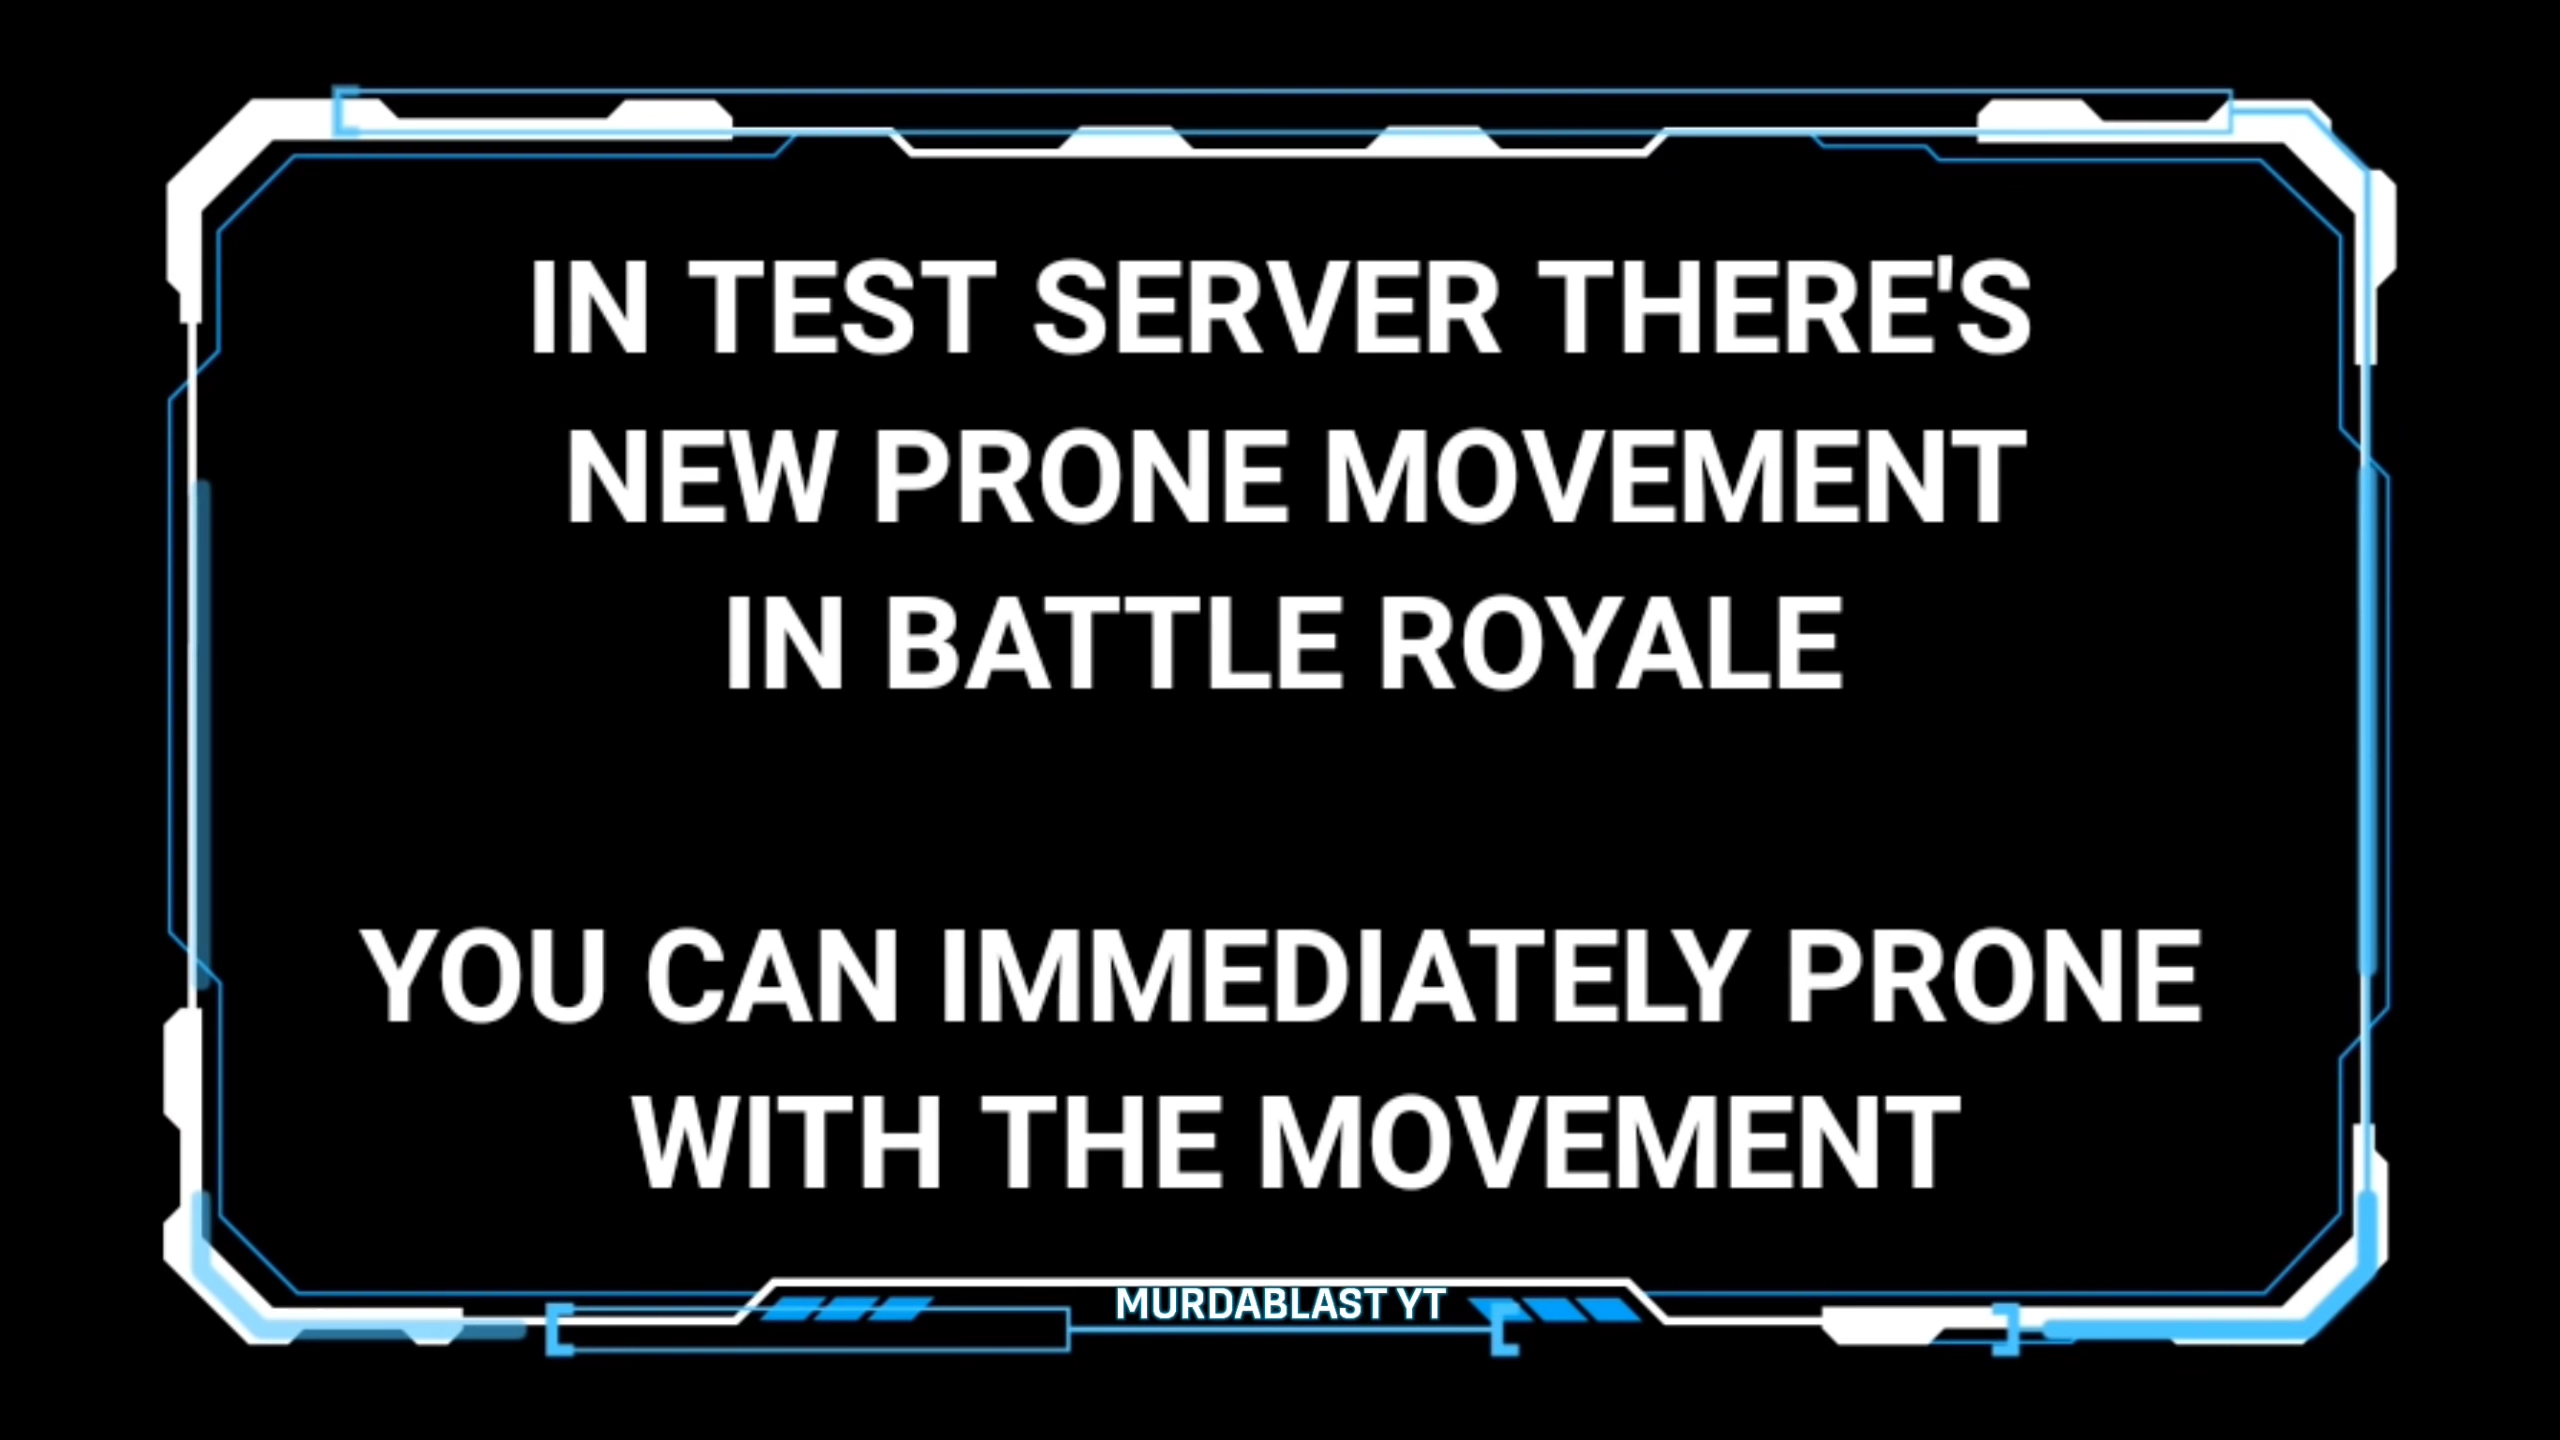 IN TEST SERVER THERE'S
NEW PRONE MOVEMENT
IN BATTLE ROYALE
YOU CAN IMMEDIATELY PRONE
WITH THE MOVEMENT
MURDABLAST YT